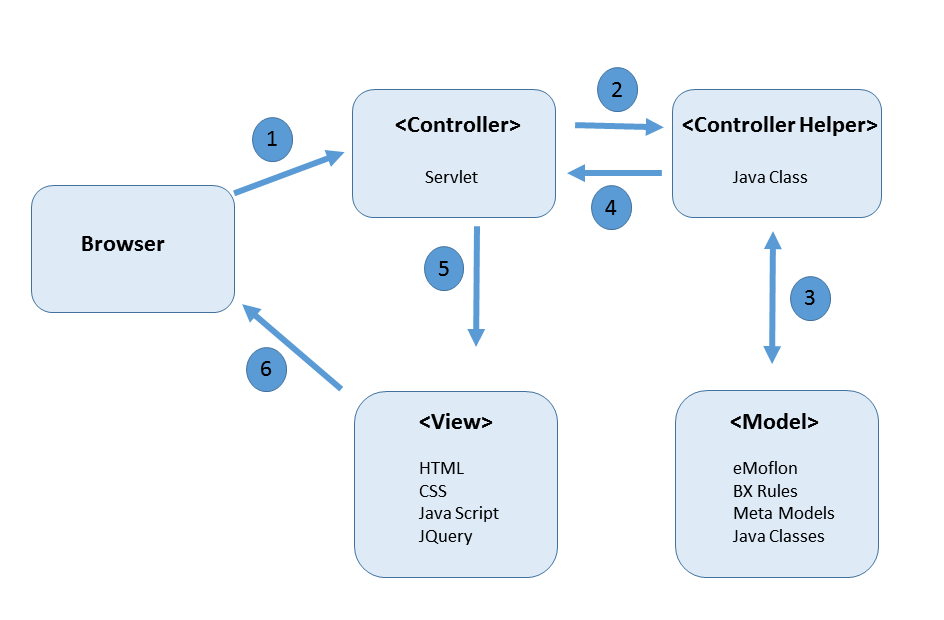 2
<Controller>
<Controller Helper>
1
Servlet
Java Class
4
Browser
5
3
6
<View>
<Model>
HTML
CSS
Java Script
JQuery
eMoflon
BX Rules
Meta Models
Java Classes